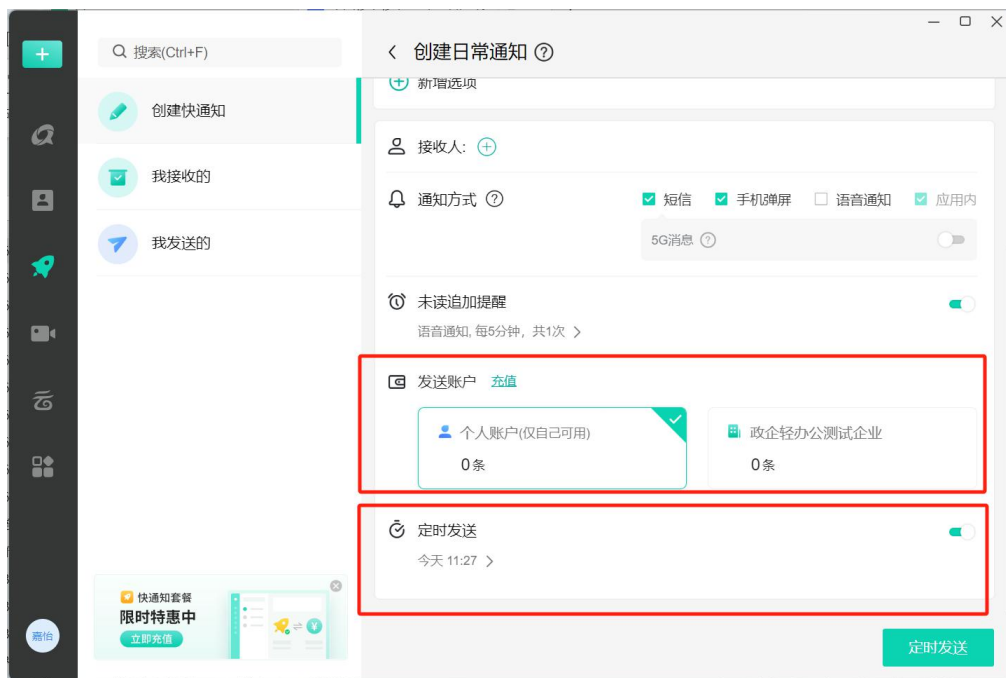 搜索(Ctrl+F)
创建快通知
我接收的
我发送的
快通知套餐
限时特惠中
立即充值
嘉怡
云
创建日常通知
新增选项
接收人:
通知方式
短信
手机弹屏
语音通知
应用内
5G消息
未读追加提醒
语音通知, 每5分钟，共1次
发送账户 充值
个人账户(仅自己可用)
0条
政企轻办公测试企业
0条
定时发送
今天 11:27
定时发送